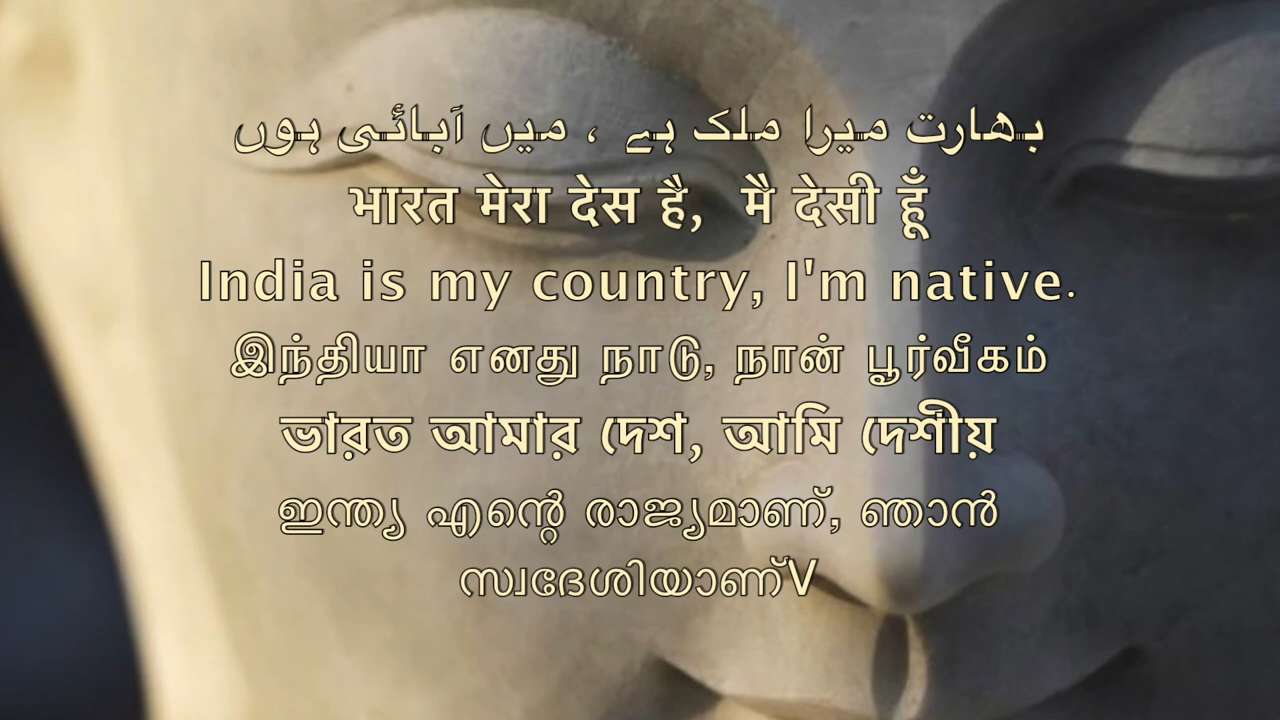 بھارت میرا ملک ہے ، میں آبائی ہوں
भारत मेरा देस है, मै देसी हूँ
India is my country, I'm native.
இந்தியா எனது நாடு, நான் பூர்வீகம்
ভারত আমার দেশ, আমি দেশীয়
ഇന്ത്യ എന്റെ രാജ്യമാണ്, ഞാൻ
സ്വദേശിയാണ്V